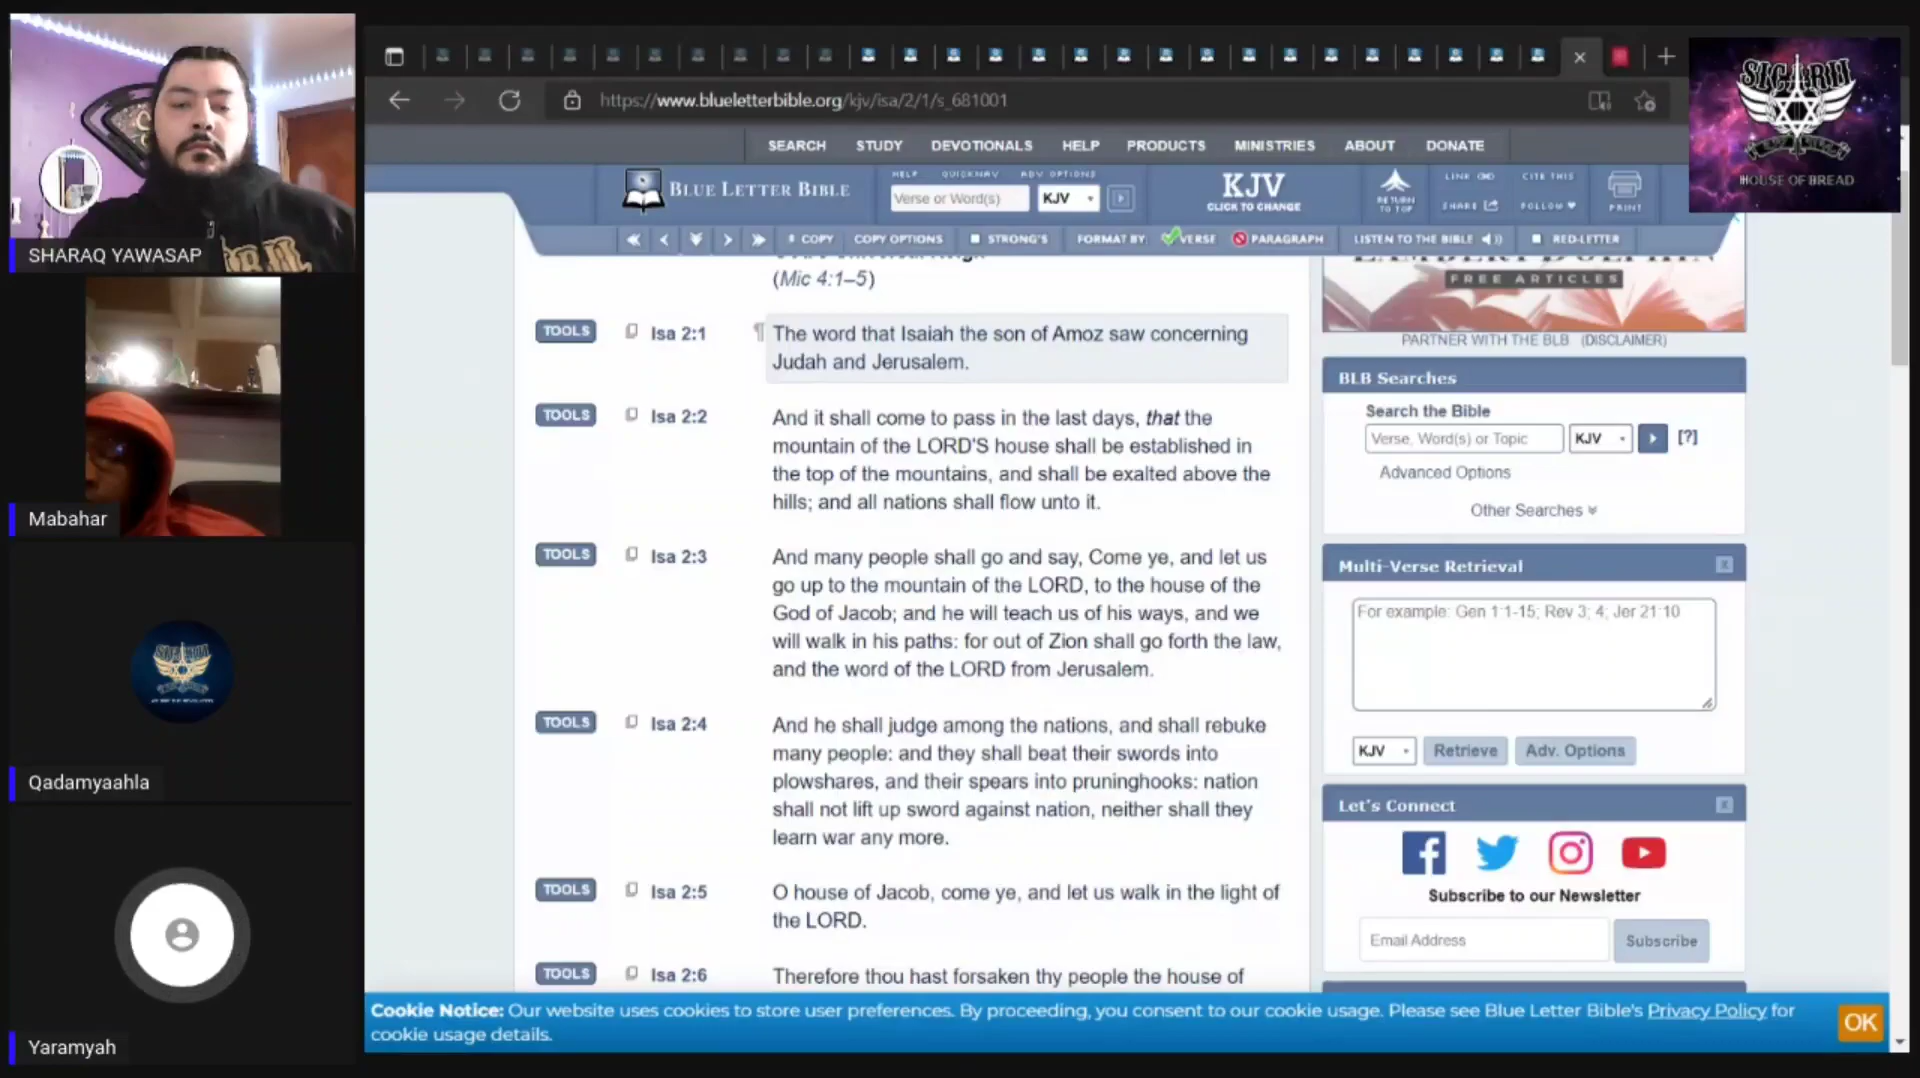 SHARAQ YAWASAP
Mabahar
Qadamyaahla
Yaramyah
https://www.blueletterbible.org/kjv/isa/2/1/s_681001
SICARII
HOUSE OF BREAD
SEARCH STUDY DEVOTIONALS HELP PRODUCTS MINISTRIES ABOUT DONATE
BLUE LETTER BIBLE
HELP QUICKNAV ADV OPTIONS
Verse or Word(s) KJV
KJV
CLICK TO CHANGE
RETURN
TO TOP
LINK CITE THIS
SHARE FOLLOW
PRINT
COPY COPY OPTIONS STRONG'S FORMAT BY VERSE PARAGRAPH LISTEN TO THE BIBLE RED-LETTER
(Mic 4:1–5)
TOOLS Isa 2:1 ¶ The word that Isaiah the son of Amoz saw concerning
Judah and Jerusalem.
TOOLS Isa 2:2 And it shall come to pass in the last days, that the
mountain of the LORD'S house shall be established in
the top of the mountains, and shall be exalted above the
hills; and all nations shall flow unto it.
TOOLS Isa 2:3 And many people shall go and say, Come ye, and let us
go up to the mountain of the LORD, to the house of the
God of Jacob; and he will teach us of his ways, and we
will walk in his paths: for out of Zion shall go forth the law,
and the word of the LORD from Jerusalem.
TOOLS Isa 2:4 And he shall judge among the nations, and shall rebuke
many people: and they shall beat their swords into
plowshares, and their spears into pruninghooks: nation
shall not lift up sword against nation, neither shall they
learn war any more.
TOOLS Isa 2:5 O house of Jacob, come ye, and let us walk in the light of
the LORD.
TOOLS Isa 2:6 Therefore thou hast forsaken thy people the house of
FREE ARTICLES
PARTNER WITH THE BLB (DISCLAIMER)
BLB Searches
Search the Bible
Verse, Word(s) or Topic KJV [?]
Advanced Options
Other Searches
Multi-Verse Retrieval X
For example: Gen 1:1-15; Rev 3; 4; Jer 21:10
KJV Retrieve Adv. Options
Let's Connect X
Subscribe to our Newsletter
Email Address Subscribe
Cookie Notice: Our website uses cookies to store user preferences. By proceeding, you consent to our cookie usage. Please see Blue Letter Bible's Privacy Policy for
cookie usage details.
OK